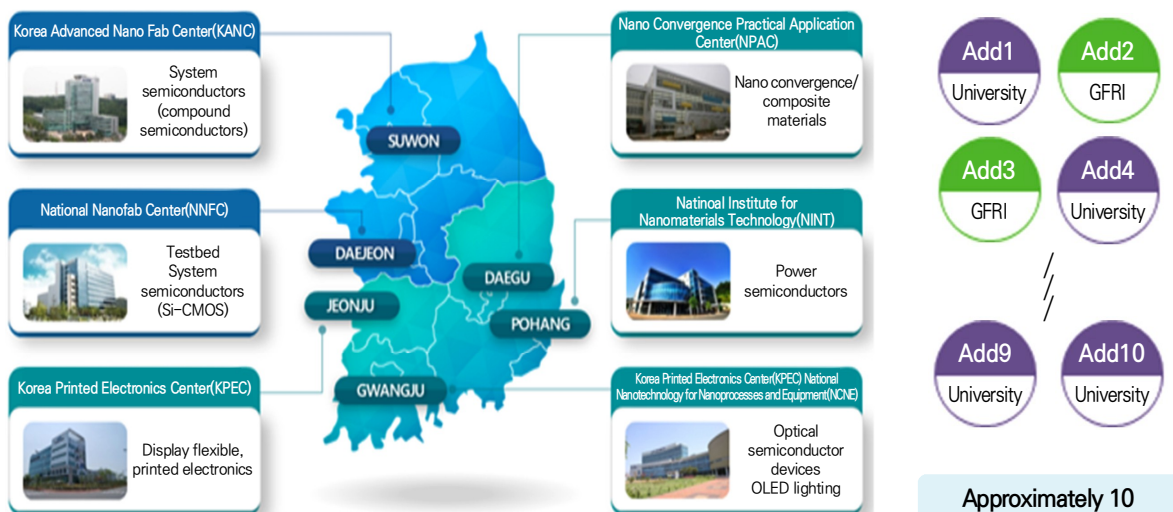 Korea Advanced Nano Fab Center(KANC)
System
semiconductors
(compound
semiconductors)
National Nanofab Center(NNFC)
Testbed
System
semiconductors
(Si-CMOS)
Korea Printed Electronics Center(KPEC)
Display flexible,
printed electronics
SUWON
DAEJEON
JEONJU
GWANGJU
DAEGU
POHANG
Nano Convergence Practical Application
Center(NPAC)
Nano convergence/
composite
materials
Natinoal Institute for
Nanomaterials Technology(NINT)
Power
semiconductors
Korea Printed Electronics Center(KPEC) National
Nanotechnology for Nanoprocesses and Equipment(NCNE)
Optical
semiconductor
devices
OLED lighting
Add1
University
Add2
GFRI
Add3
GFRI
Add4
University
Add9
University
Add10
University
Approximately 10